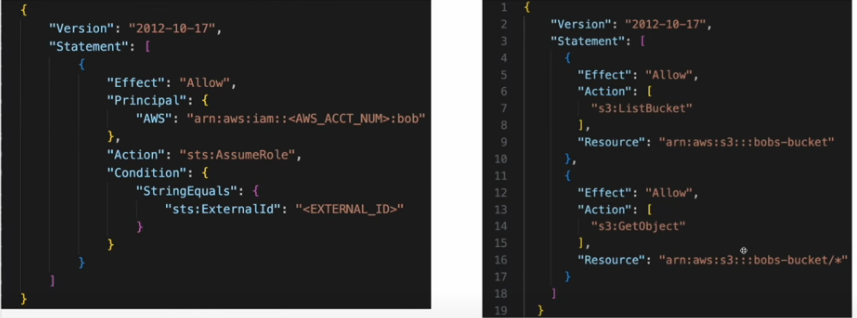 {
"Version": "2012-10-17",
"Statement": [
{
"Effect": "Allow",
"Principal": {
"AWS": "arn:aws:iam::<AWS_ACCT_NUM>:bob"
},
"Action": "sts:AssumeRole",
"Condition": {
"StringEquals": {
"sts:ExternalId": "<EXTERNAL_ID>"
}
}
}
]
}
1 {
2 "Version": "2012-10-17",
3 "Statement": [
4 {
5 "Effect": "Allow",
6 "Action": [
7 "s3:ListBucket"
8 ],
9 "Resource": "arn:aws:s3:::bobs-bucket"
10 },
11 {
12 "Effect": "Allow",
13 "Action": [
14 "s3:GetObject"
15 ],
16 "Resource": "arn:aws:s3:::bobs-bucket/*"
17 }
18 ]
19 }